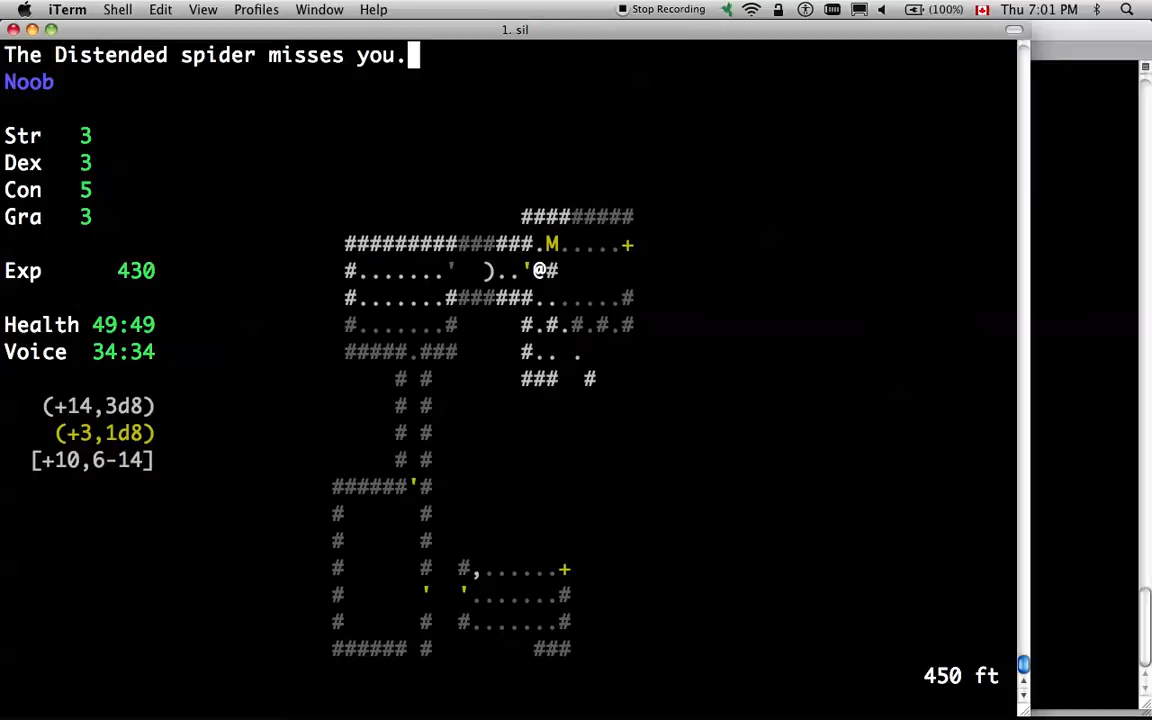 iTerm Shell Edit View Profiles Window Help Stop Recording (100%) Thu 7:01 PM
1. sil
The Distended spider misses you.
Noob
Str 3
Dex 3
Con 5
Gra 3
#########
###############.M.....+
Exp 430 #.......' )..'@#
#.......#######.......#
Health 49:49 #.......# #.#.#.#.#
Voice 34:34 #####.### #.. .
# # ### #
(+14,3d8) # #
(+3,1d8) # #
[+10,6-14] # #
######'#
# #
# #
# # #,......+
# ' '.......#
# # #.......#
###### # ###
450 ft